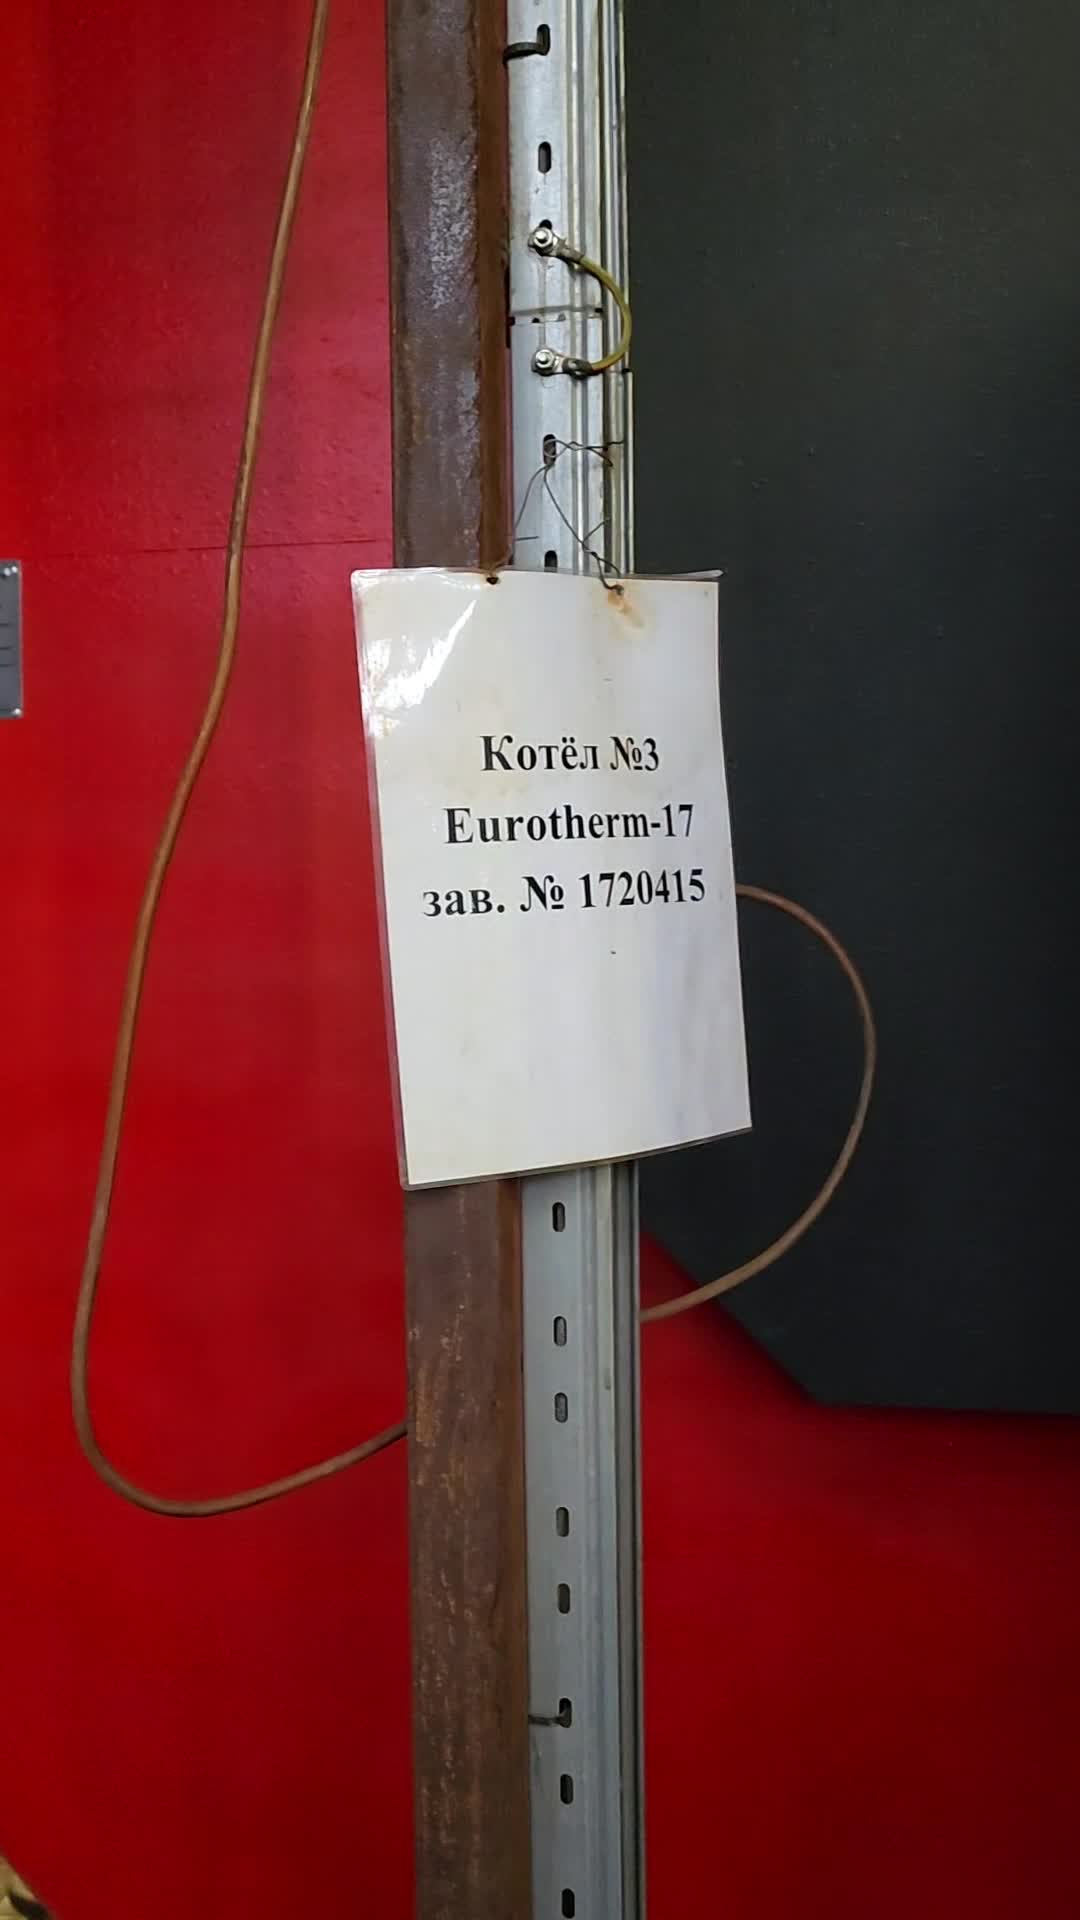 Котёл №3
Eurotherm-17
зав. № 1720415